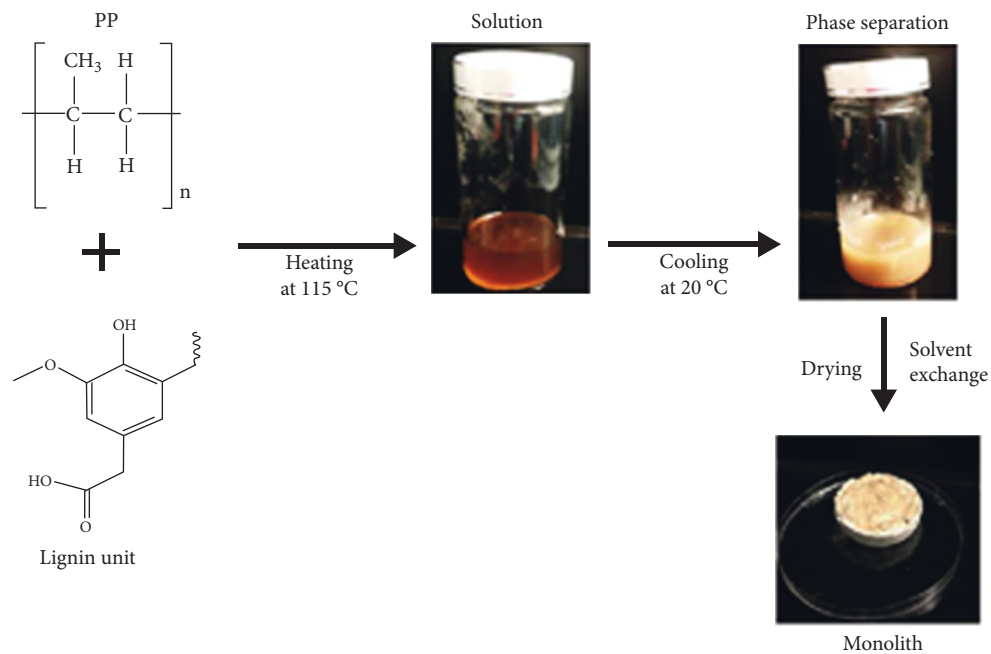 PP
CH3 H
C C
H H
n
Solution
Phase separation
Heating
at 115 °C
Cooling
at 20 °C
OH
O
HO
O
Lignin unit
Drying
Solvent
exchange
Monolith